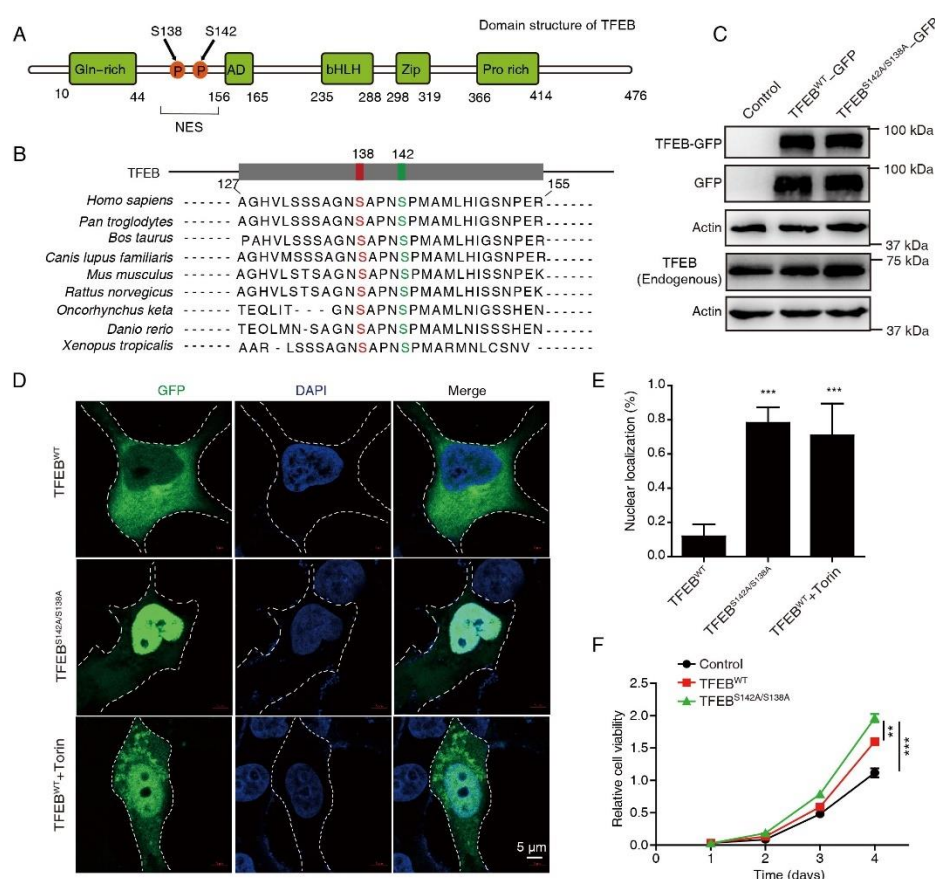 A
Domain structure of TFEB
S138 S142
Gln-rich P P AD bHLH Zip Pro rich
10 44 156 165 235 288 298 319 366 414 476
NES
B
138 142
TFEB
127 155
Homo sapiens ------ AGHVLSSSAGNSAPNSPMAMLHIGSNPER ------
Pan troglodytes ------ AGHVLSSSAGNSAPNSPMAMLHIGSNPER ------
Bos taurus ------ PAHVLSSSAGNSAPNSPMAMLHIGSNPER ------
Canis lupus familiaris ------ AGHVMSSSAGNSAPNSPMAMLHIGSNPER ------
Mus musculus ------ AGHVLSTSAGNSAPNSPMAMLHISSNPEK ------
Rattus norvegicus ------ AGHVLSTSAGNSAPNSPMAMLHISSNPEK ------
Oncorhynchus keta ------ TEQLIT---GNSAPNSPMAMLNIGSSHEN ------
Danio rerio ------ TEOLMN-SAGNSAPNSPMAMLNISSSHEN ------
Xenopus tropicalis ------ AAR-LSSSAGNSAPNSPMARMNLCSNV ------
C
Control TFEBWT–GFP TFEBS142A/S138A–GFP
TFEB-GFP 100 kDa
GFP 100 kDa
Actin 37 kDa
TFEB (Endogenous) 75 kDa
Actin 37 kDa
D
GFP DAPI Merge
TFEBWT
TFEBS142A/S138A
TFEBWT+Torin
5 µm
E
Nuclear localization (%)
1.0
0.8
0.6
0.4
0.2
0.0
*** ***
TFEBWT TFEBS142A/S138A TFEBWT+Torin
F
Control
TFEBWT
TFEBS142A/S138A
Relative cell viability
2.5
2.0
1.5
1.0
0.5
0.0
** ***
0 1 2 3 4
Time (days)